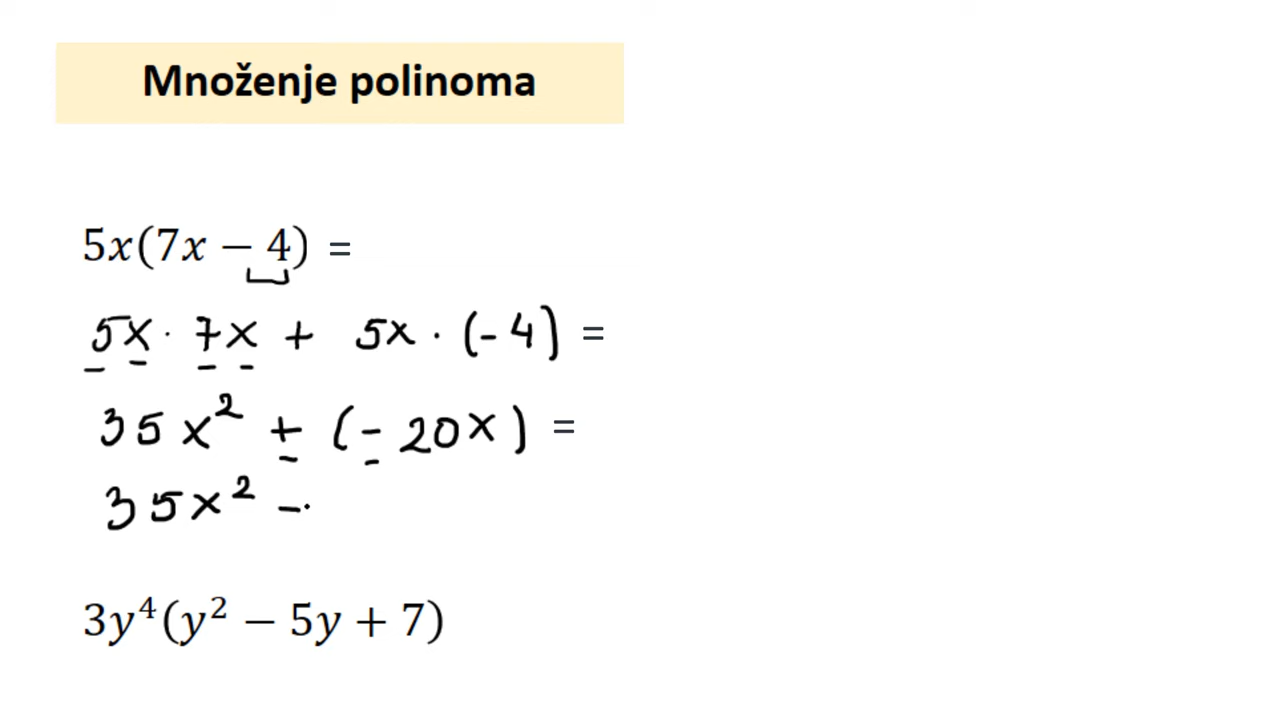 Množenje polinoma
5x(7x − 4) =
5x · 7x + 5x · (-4) =
35x² + (-20x) =
35x² -
3y⁴(y² − 5y + 7)